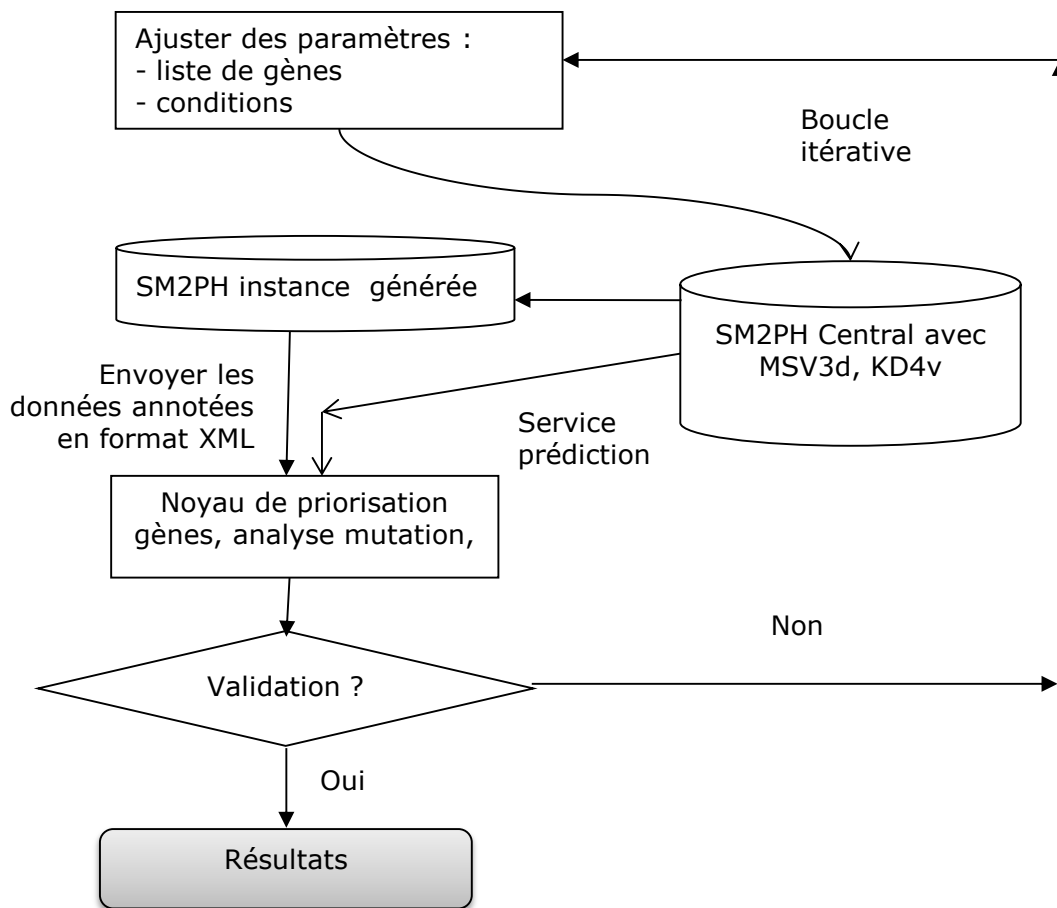 Ajuster des paramètres :
- liste de gènes
- conditions
Boucle
itérative
SM2PH instance  générée
SM2PH Central avec
MSV3d, KD4v
Envoyer les
données annotées
en format XML
Service
prédiction
Noyau de priorisation
gènes, analyse mutation,
Non
Validation ?
Oui
Résultats